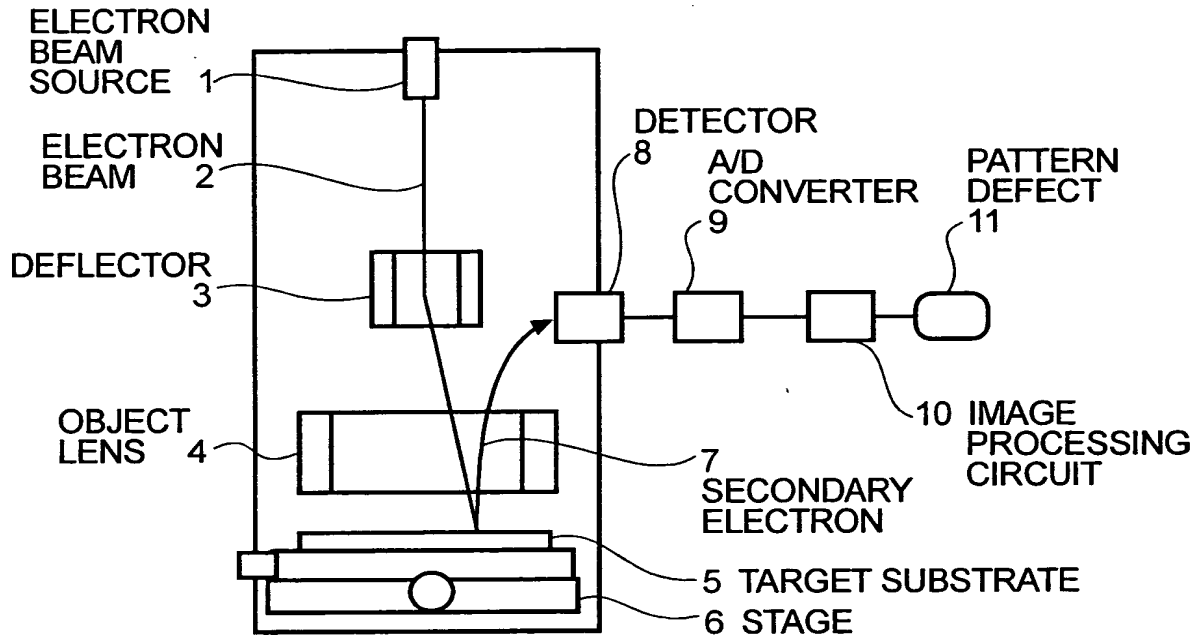 ELECTRON
BEAM
SOURCE 1
ELECTRON
BEAM 2
DEFLECTOR
3
OBJECT
LENS 4
DETECTOR
8
A/D
CONVERTER
9
PATTERN
DEFECT
11
10 IMAGE
PROCESSING
CIRCUIT
7
SECONDARY
ELECTRON
5 TARGET SUBSTRATE
6 STAGE